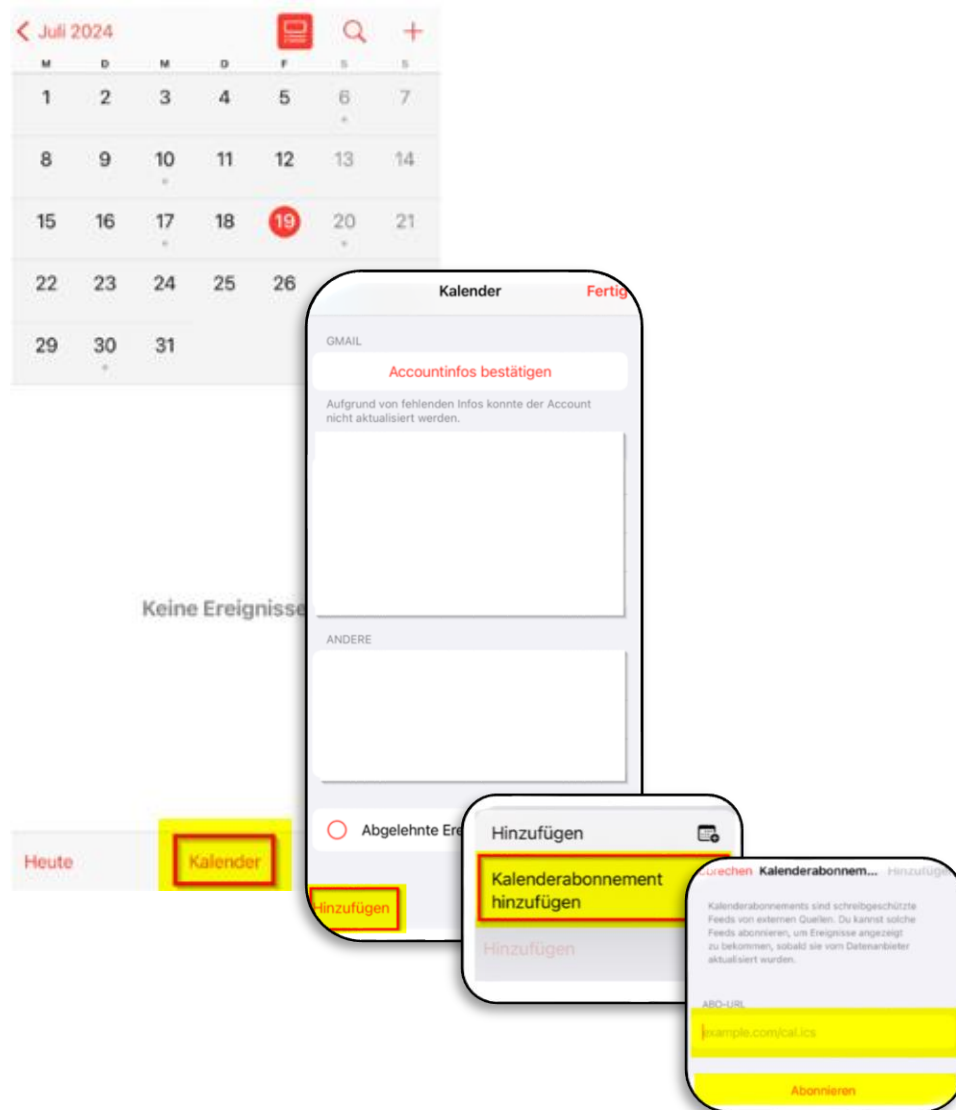 Juli 2024
M D M D F S S
1 2 3 4 5 6 7
8 9 10 11 12 13 14
15 16 17 18 19 20 21
22 23 24 25 26
29 30 31
Keine Ereignisse
Heute
Kalender
Kalender
Fertig
GMAIL
Accountinfos bestätigen
Aufgrund von fehlenden Infos konnte der Account
nicht aktualisiert werden.
ANDERE
Abgelehnte Ere
Hinzufügen
Hinzufügen
Kalenderabonnement
hinzufügen
Hinzufügen
brechen Kalenderabonnem... Hinzufügen
Kalenderabonnements sind schreibgeschützte
Feeds von externen Quellen. Du kannst solche
Feeds abonnieren, um Ereignisse angezeigt
zu bekommen, sobald sie vom Datenanbieter
aktualisiert wurden.
ABO-URL
example.com/cal.ics
Abonnieren